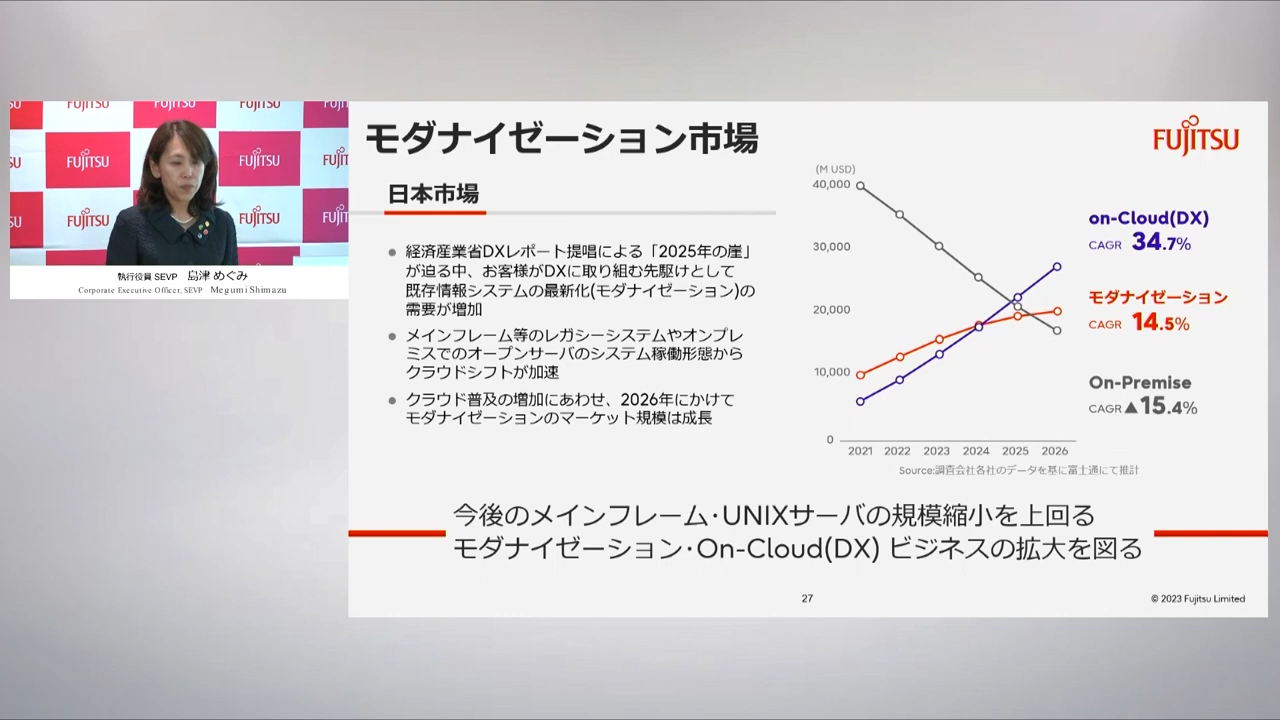 FUJITSU FUJITSU FUJITSU
FUJITSU FUJITSU
FUJITSU FUJITSU
執行役員 SEVP 島津 めぐみ
Corporate Executive Officer, SEVP Megumi Shimazu
モダナイゼーション市場
FUJITSU
日本市場
● 経済産業省DXレポート提唱による「2025年の崖」
が迫る中、お客様がDXに取り組む先駆けとして
既存情報システムの最新化(モダナイゼーション)の
需要が増加
● メインフレーム等のレガシーシステムやオンプレ
ミスでのオープンサーバのシステム稼働形態から
クラウドシフトが加速
● クラウド普及の増加にあわせ、2026年にかけて
モダナイゼーションのマーケット規模は成長
(M USD)
40,000
30,000
20,000
10,000
0
2021 2022 2023 2024 2025 2026
on-Cloud(DX)
CAGR 34.7%
モダナイゼーション
CAGR 14.5%
On-Premise
CAGR▲15.4%
Source:調査会社各社のデータを基に富士通にて推計
今後のメインフレーム･UNIXサーバの規模縮小を上回る
モダナイゼーション･On-Cloud(DX) ビジネスの拡大を図る
27
© 2023 Fujitsu Limited